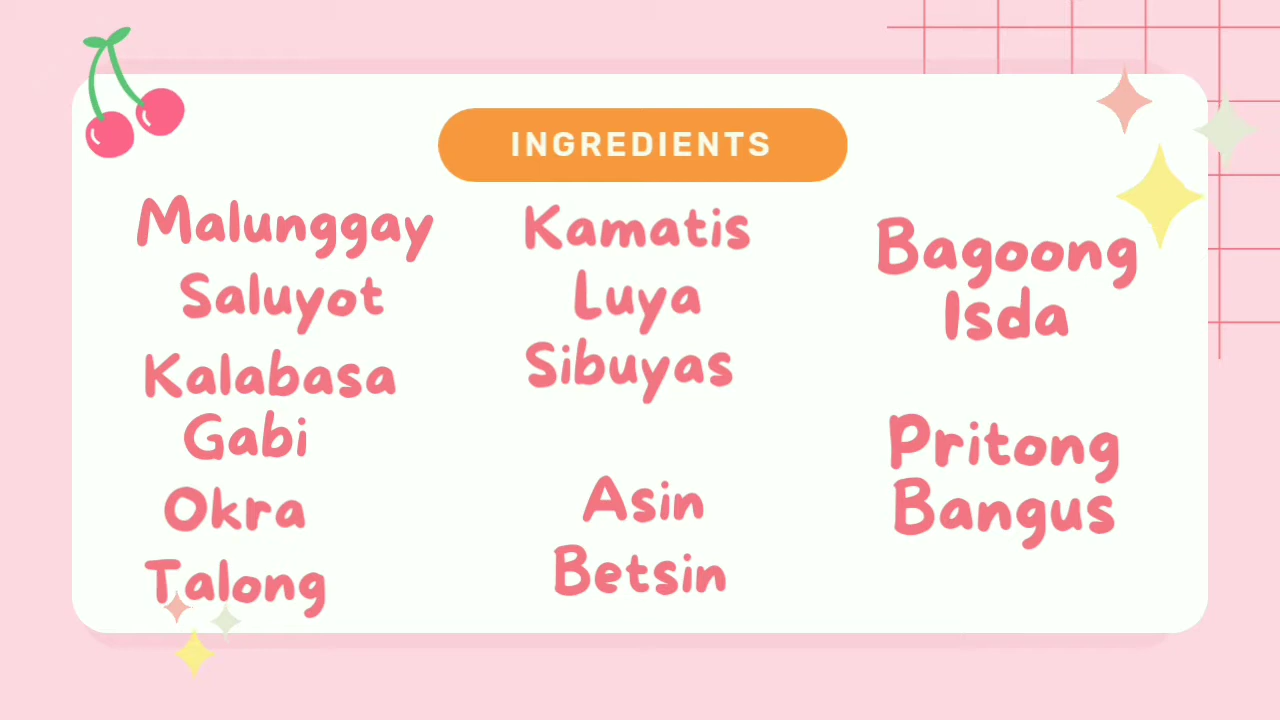 INGREDIENTS
Malunggay
Saluyot
Kalabasa
Gabi
Okra
Talong
Kamatis
Luya
Sibuyas
Asin
Betsin
Bagoong
Isda
Pritong
Bangus